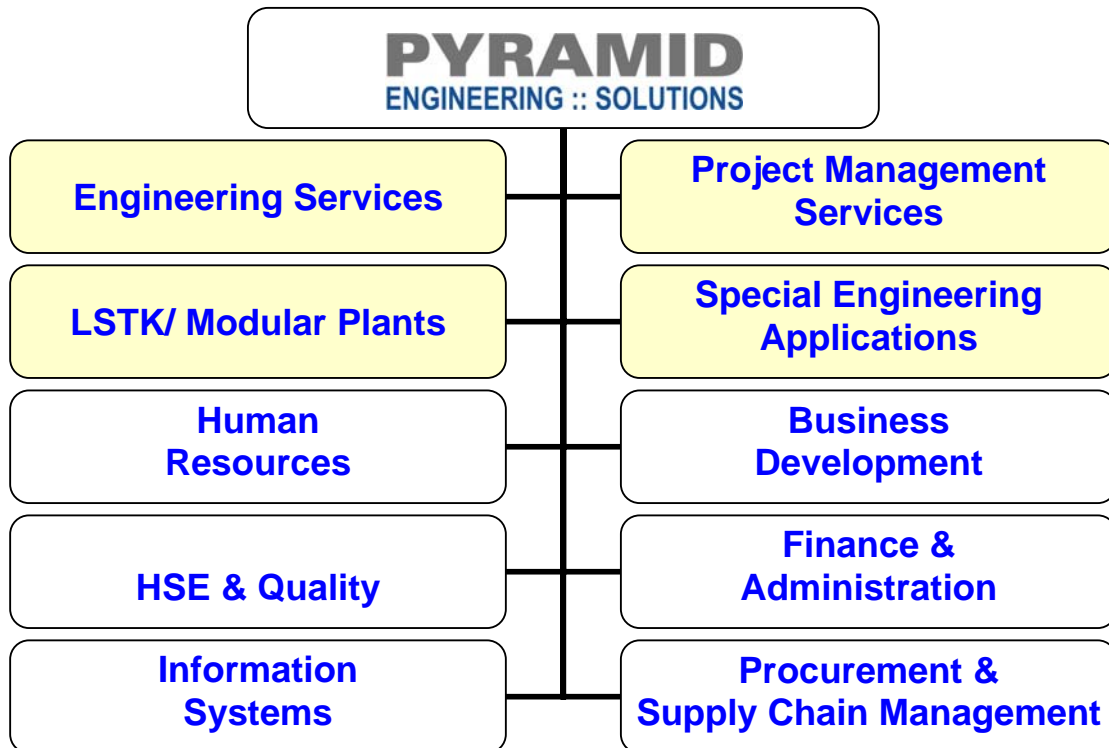 PYRAMID
ENGINEERING :: SOLUTIONS
Engineering Services
Project Management
Services
LSTK/ Modular Plants
Special Engineering
Applications
Human
Resources
Business
Development
HSE & Quality
Finance &
Administration
Information
Systems
Procurement &
Supply Chain Management